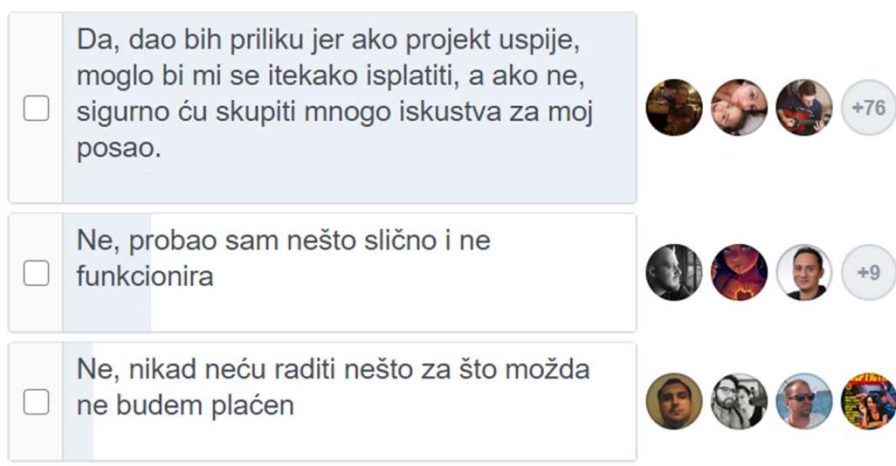 Da, dao bih priliku jer ako projekt uspije,
moglo bi mi se itekako isplatiti, a ako ne,
sigurno ću skupiti mnogo iskustva za moj
posao.
+76
Ne, probao sam nešto slično i ne
funkcionira
+9
Ne, nikad neću raditi nešto za što možda
ne budem plaćen